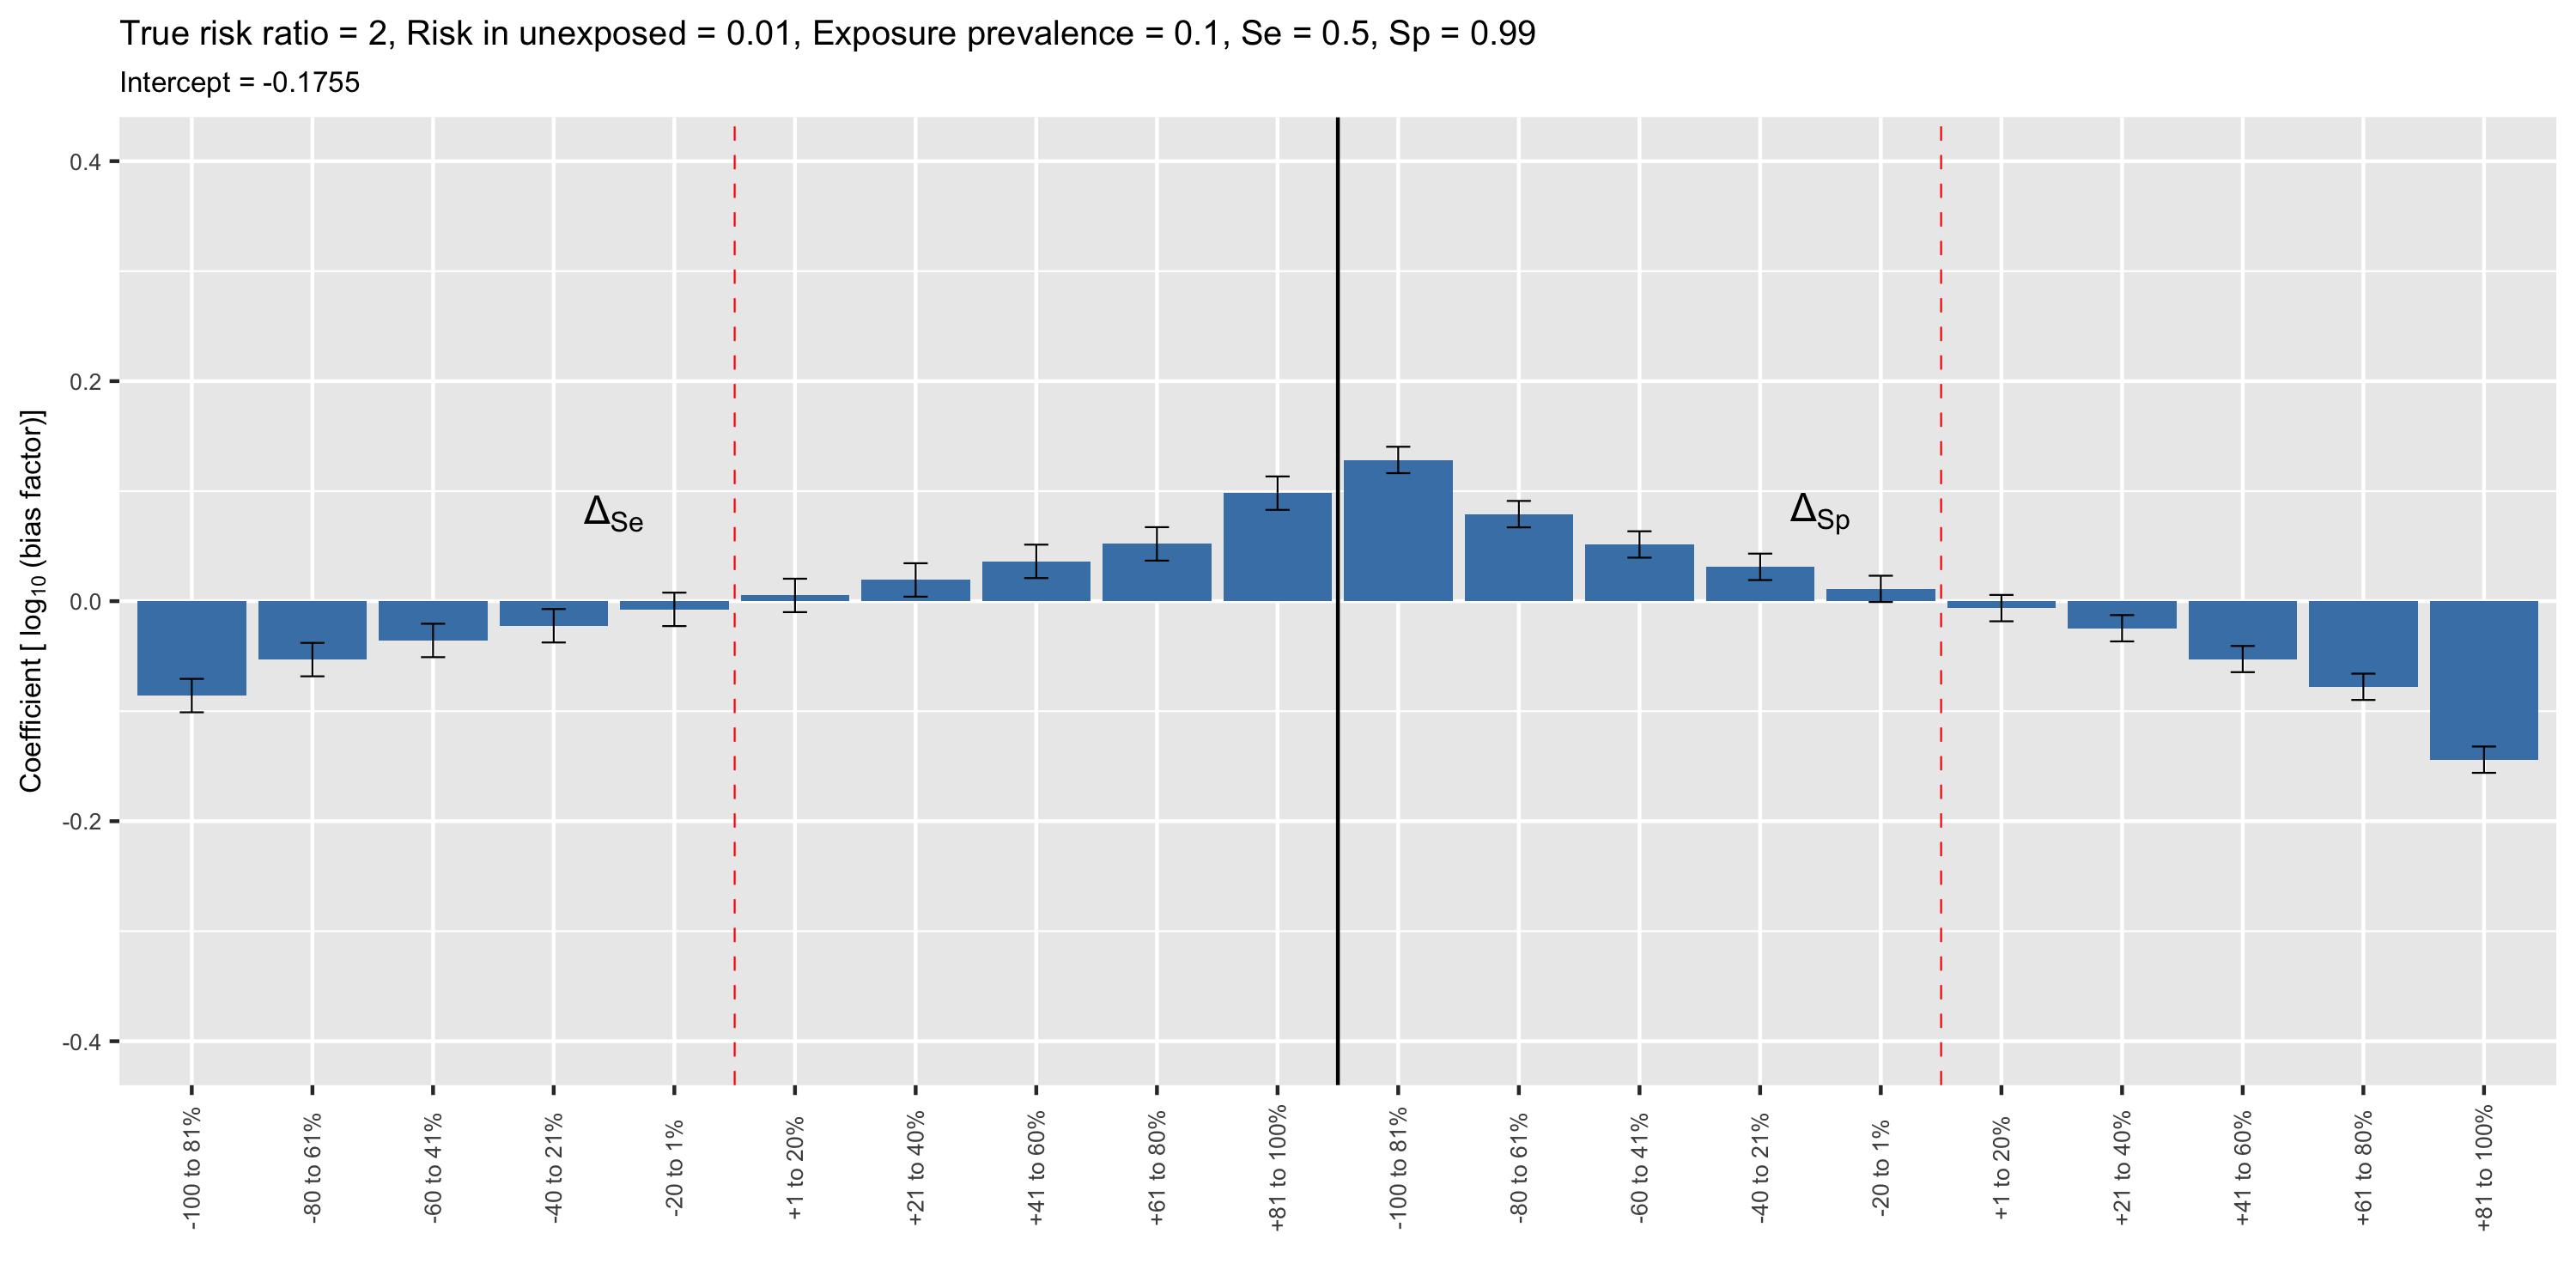 True risk ratio = 2, Risk in unexposed = 0.01, Exposure prevalence = 0.1, Se = 0.5, Sp = 0.99
Intercept = -0.1755
Coefficient [ log10 (bias factor)]
0.4
0.2
0.0
-0.2
-0.4
ΔSe
ΔSp
-100 to 81%
-80 to 61%
-60 to 41%
-40 to 21%
-20 to 1%
+1 to 20%
+21 to 40%
+41 to 60%
+61 to 80%
+81 to 100%
-100 to 81%
-80 to 61%
-60 to 41%
-40 to 21%
-20 to 1%
+1 to 20%
+21 to 40%
+41 to 60%
+61 to 80%
+81 to 100%